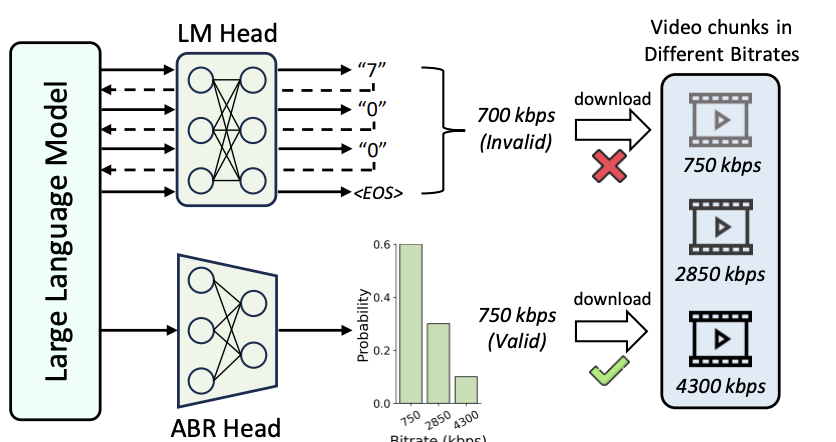 LM Head
Video chunks in
Different Bitrates
Large Language Model
“7”
“0”
“0”
<EOS>
700 kbps
(Invalid)
download
750 kbps
2850 kbps
4300 kbps
ABR Head
Probability
0.6
0.4
0.2
0.0
750
2850
4300
Bitrate (kbps)
750 kbps
(Valid)
download